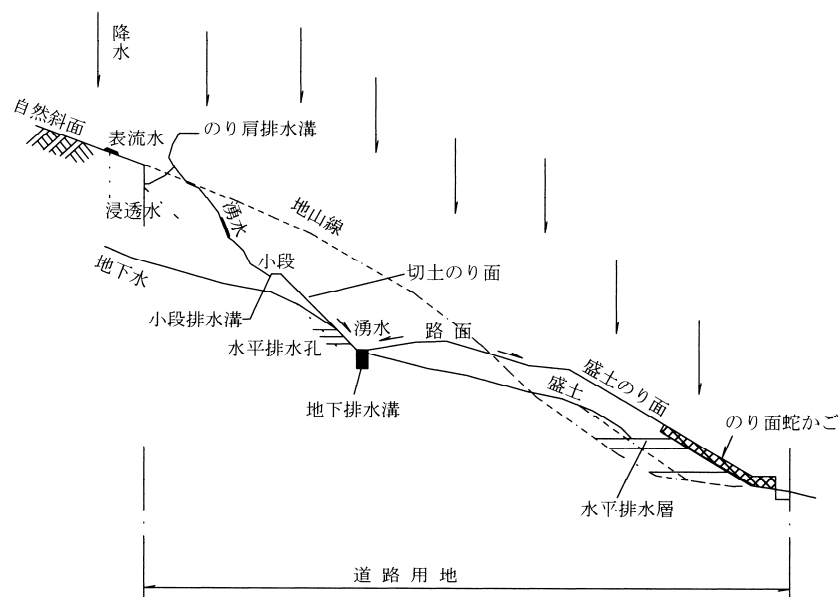 降水
自然斜面
表流水
のり肩排水溝
浸透水
湧水
地山線
地下水
小段
切土のり面
小段排水溝
湧水
路面
水平排水孔
盛土
盛土のり面
地下排水溝
のり面蛇かご
水平排水層
道路用地